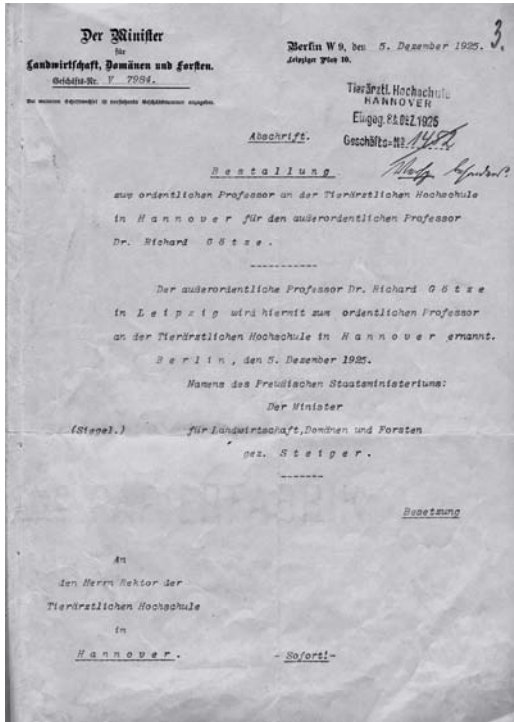 3.
Der Minister
für
Landwirtschaft, Domänen und Forsten.
Geschäfts-Nr. V 7984.
Berlin W 9, den 5. Dezember 1925.
Leipziger Platz 10.
Tierärztl. Hochschule
HANNOVER
Eingeg. DEZ. 1925
Geschäfts=No
Abschrift.
Bestallung
zum ordentlichen Professor an der Tierärztlichen Hochschule
in Hannover für den außerordentlichen Professor
Dr. Richard Götze.
-----------
Der außerordentliche Professor Dr. Richard Götze
in Leipzig wird hiermit zum ordentlichen Professor
an der Tierärztlichen Hochschule in Hannover ernannt.
Berlin, den 5. Dezember 1925.
Namens des Preußischen Staatsministeriums:
Der Minister
(Siegel.) für Landwirtschaft, Domänen und Forsten
gez. Steiger.
-------
Besetzung
An
den Herrn Rektor der
Tierärztlichen Hochschule
in
Hannover.
- Sofort!-